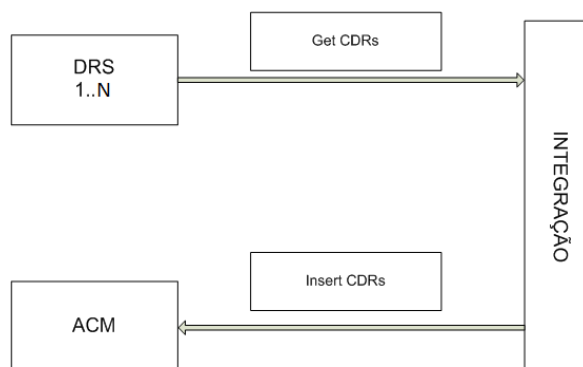 Get CDRs
DRS
1..N
INTEGRAÇÃO
Insert CDRs
ACM